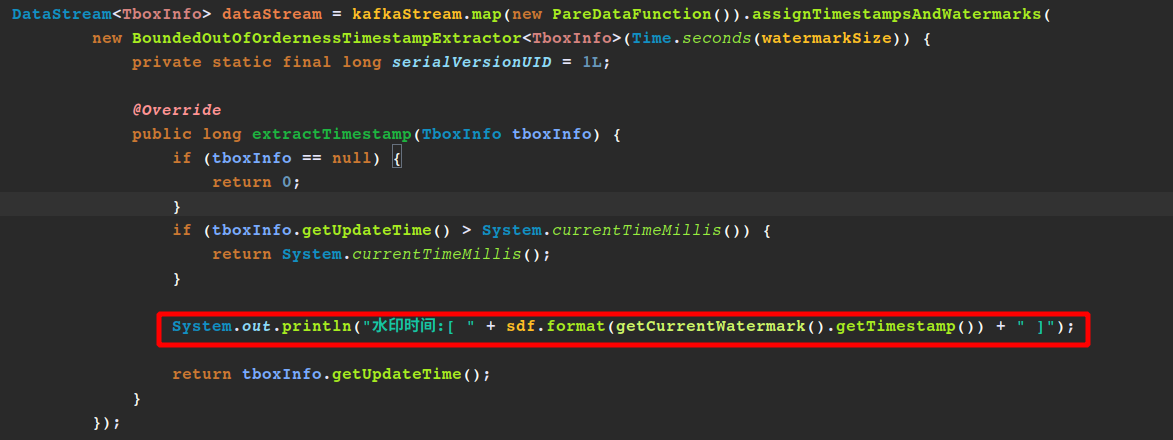 DataStream<TboxInfo> dataStream = kafkaStream.map(new PareDataFunction()).assignTimestampsAndWatermarks(
new BoundedOutOfOrdernessTimestampExtractor<TboxInfo>(Time.seconds(watermarkSize)) {
private static final long serialVersionUID = 1L;
@Override
public long extractTimestamp(TboxInfo tboxInfo) {
if (tboxInfo == null) {
return 0;
}
if (tboxInfo.getUpdateTime() > System.currentTimeMillis()) {
return System.currentTimeMillis();
}
System.out.println("水印时间:[ " + sdf.format(getCurrentWatermark().getTimestamp()) + " ]");
return tboxInfo.getUpdateTime();
}
});